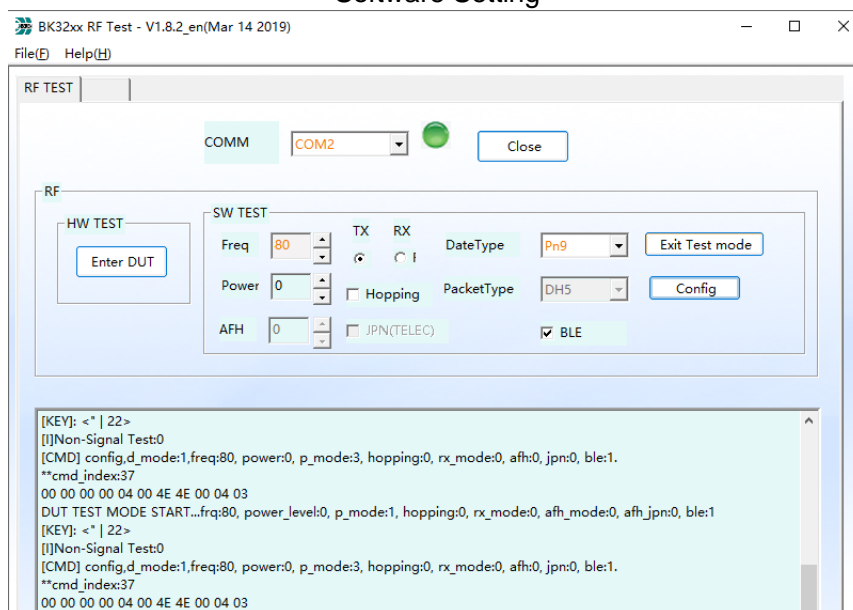 Software Setting
BK32xx RF Test - V1.8.2_en(Mar 14 2019)
File(F) Help(H)
RF TEST
COMM COM2 Close
RF
HW TEST SW TEST
Enter DUT
Freq 80 TX RX DateType Pn9 Exit Test mode
Power 0 Hopping PacketType DH5 Config
AFH 0 JPN(TELEC) BLE
[KEY]: <" | 22>
[I]Non-Signal Test:0
[CMD] config,d_mode:1,freq:80, power:0, p_mode:3, hopping:0, rx_mode:0, afh:0, jpn:0, ble:1.
**cmd_index:37
00 00 00 00 04 00 4E 4E 00 04 03
DUT TEST MODE START...frq:80, power_level:0, p_mode:1, hopping:0, rx_mode:0, afh_mode:0, afh_jpn:0, ble:1
[KEY]: <" | 22>
[I]Non-Signal Test:0
[CMD] config,d_mode:1,freq:80, power:0, p_mode:3, hopping:0, rx_mode:0, afh:0, jpn:0, ble:1.
**cmd_index:37
00 00 00 00 04 00 4E 4E 00 04 03